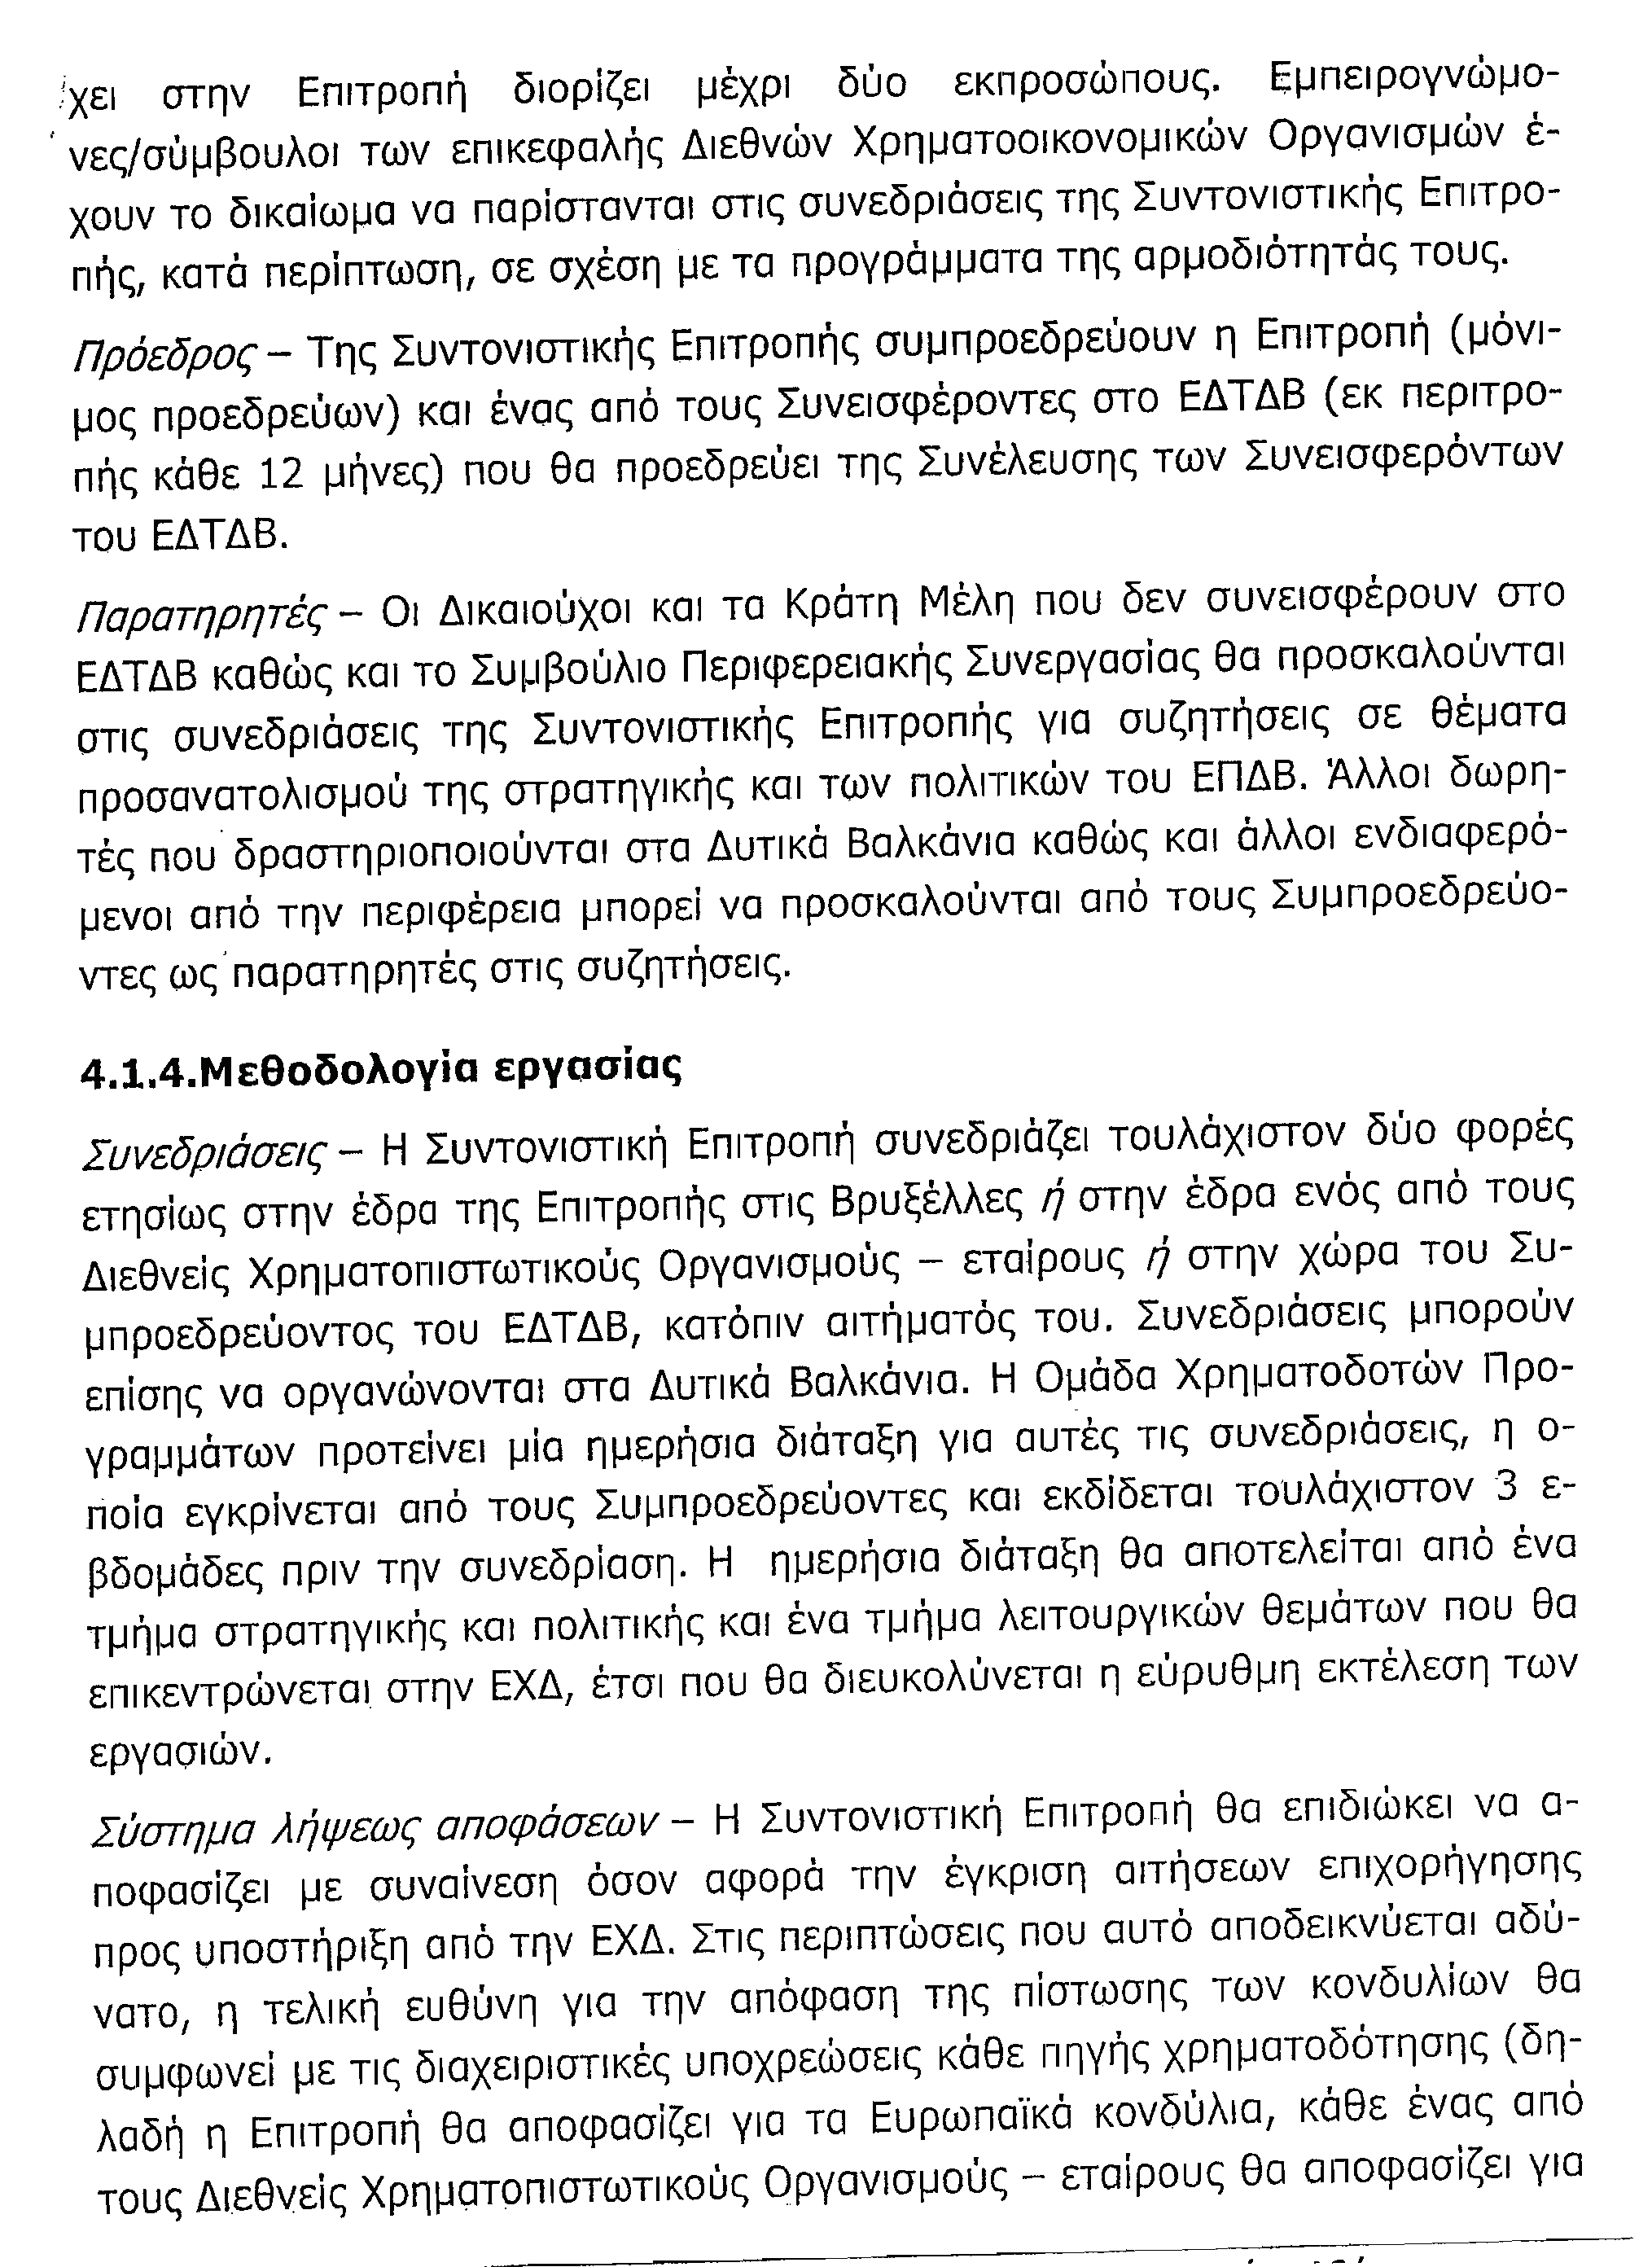 χει στην Επιτροπή διορίζει μέχρι δύο εκπροσώπους. Εμπειρογνώμο-
νες/σύμβουλοι των επικεφαλής Διεθνών Χρηματοοικονομικών Οργανισμών έ-
χουν το δικαίωμα να παρίστανται στις συνεδριάσεις της Συντονιστικής Επιτρο-
πής, κατά περίπτωση, σε σχέση με τα προγράμματα της αρμοδιότητάς τους.
Πρόεδρος – Της Συντονιστικής Επιτροπής συμπροεδρεύουν η Επιτροπή (μόνι-
μος προεδρεύων) και ένας από τους Συνεισφέροντες στο ΕΔΤΔΒ (εκ περιτρο-
πής κάθε 12 μήνες) που θα προεδρεύει της Συνέλευσης των Συνεισφερόντων
του ΕΔΤΔΒ.
Παρατηρητές – Οι Δικαιούχοι και τα Κράτη Μέλη που δεν συνεισφέρουν στο
ΕΔΤΔΒ καθώς και το Συμβούλιο Περιφερειακής Συνεργασίας θα προσκαλούνται
στις συνεδριάσεις της Συντονιστικής Επιτροπής για συζητήσεις σε θέματα
προσανατολισμού της στρατηγικής και των πολιτικών του ΕΠΔΒ. Άλλοι δωρη-
τές που δραστηριοποιούνται στα Δυτικά Βαλκάνια καθώς και άλλοι ενδιαφερό-
μενοι από την περιφέρεια μπορεί να προσκαλούνται από τους Συμπροεδρεύο-
ντες ως παρατηρητές στις συζητήσεις.
4.1.4.Μεθοδολογία εργασίας
Συνεδριάσεις – Η Συντονιστική Επιτροπή συνεδριάζει τουλάχιστον δύο φορές
ετησίως στην έδρα της Επιτροπής στις Βρυξέλλες ή στην έδρα ενός από τους
Διεθνείς Χρηματοπιστωτικούς Οργανισμούς – εταίρους ή στην χώρα του Συ-
μπροεδρεύοντος του ΕΔΤΔΒ, κατόπιν αιτήματός του. Συνεδριάσεις μπορούν
επίσης να οργανώνονται στα Δυτικά Βαλκάνια. Η Ομάδα Χρηματοδοτών Προ-
γραμμάτων προτείνει μία ημερήσια διάταξη για αυτές τις συνεδριάσεις, η ο-
ποία εγκρίνεται από τους Συμπροεδρεύοντες και εκδίδεται τουλάχιστον 3 ε-
βδομάδες πριν την συνεδρίαση. Η ημερήσια διάταξη θα αποτελείται από ένα
τμήμα στρατηγικής και πολιτικής και ένα τμήμα λειτουργικών θεμάτων που θα
επικεντρώνεται στην ΕΧΔ, έτσι που θα διευκολύνεται η εύρυθμη εκτέλεση των
εργασιών.
Σύστημα λήψεως αποφάσεων – Η Συντονιστική Επιτροπή θα επιδιώκει να α-
ποφασίζει με συναίνεση όσον αφορά την έγκριση αιτήσεων επιχορήγησης
προς υποστήριξη από την ΕΧΔ. Στις περιπτώσεις που αυτό αποδεικνύεται αδύ-
νατο, η τελική ευθύνη για την απόφαση της πίστωσης των κονδυλίων θα
συμφωνεί με τις διαχειριστικές υποχρεώσεις κάθε πηγής χρηματοδότησης (δη-
λαδή η Επιτροπή θα αποφασίζει για τα Ευρωπαϊκά κονδύλια, κάθε ένας από
τους Διεθνείς Χρηματοπιστωτικούς Οργανισμούς – εταίρους θα αποφασίζει για